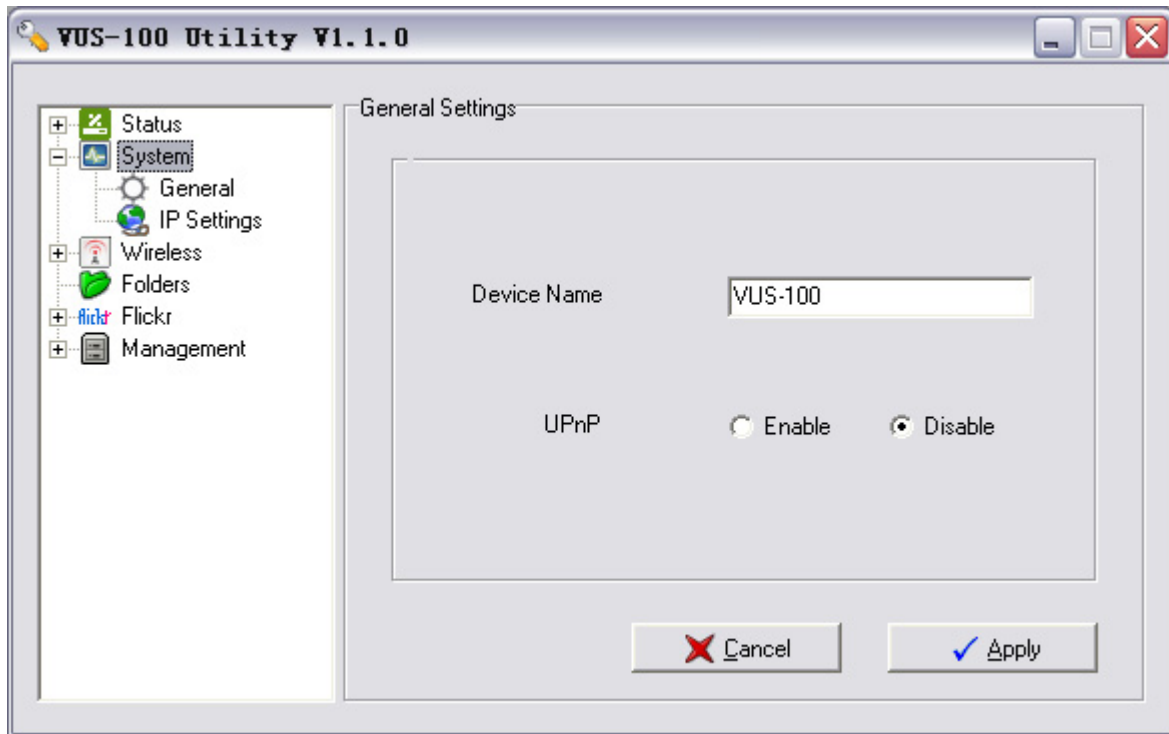 VUS-100 Utility V1.1.0
Status
System
General
IP Settings
Wireless
Folders
flickr Flickr
Management
General Settings
Device Name VUS-100
UPnP Enable Disable
Cancel Apply